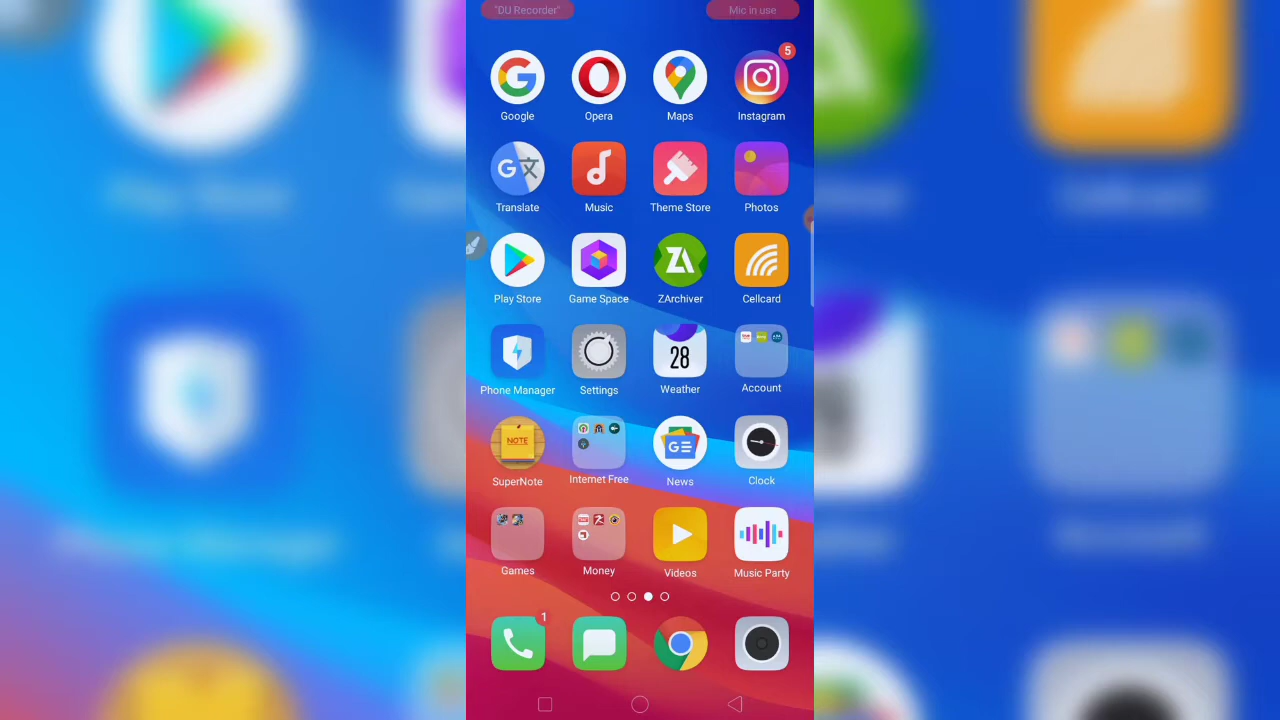 "DU Recorder" Mic in use
5
Google Opera Maps Instagram
Translate Music Theme Store Photos
Play Store Game Space ZArchiver Cellcard
28
Phone Manager Settings Weather Account
NOTE
SuperNote Internet Free News Clock
Games Money Videos Music Party
1